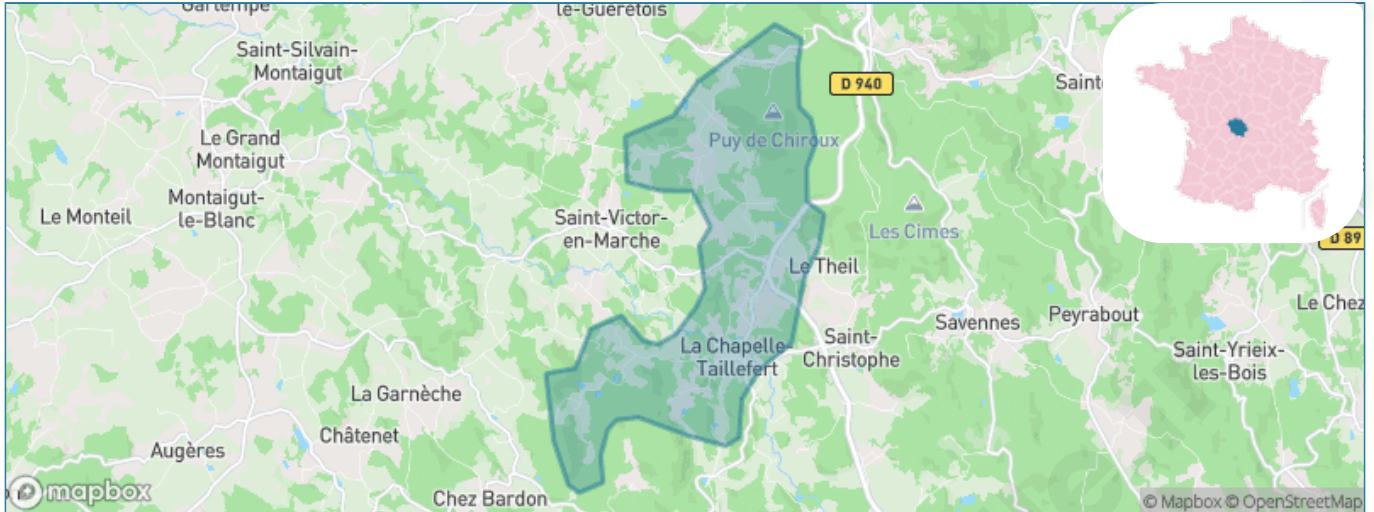 Gartempe
le-Guérétois
Saint-Silvain-
Montaigut
D 940
Le Grand
Montaigut
Puy de Chiroux
Montaigut-
le-Blanc
Le Monteil
Saint-Victor-
en-Marche
Les Cimes
D 89
Le Theil
Le Chez
Savennes
Peyrabout
La Chapelle-
Taillefert
Saint-
Christophe
Saint-Yrieix-
les-Bois
La Garnèche
Châtenet
Augères
Chez Bardon
mapbox
© Mapbox © OpenStreetMap